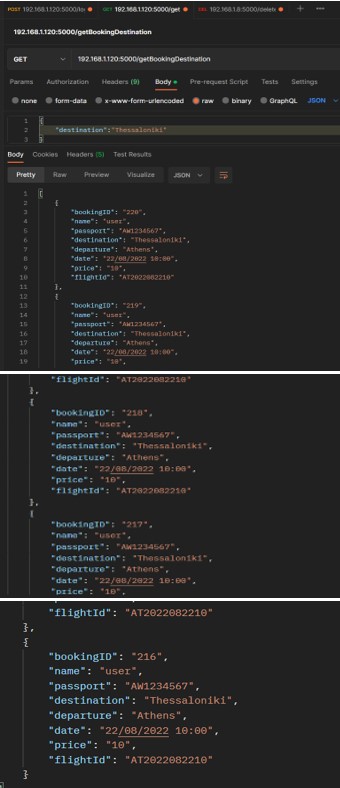 POST 192.168.1.120:5000/lo GET 192.168.1.120:5000/get DEL 192.168.1.8:5000/delete + •••
192.168.1.120:5000/getBookingDestination
GET 192.168.1.120:5000/getBookingDestination
Params Authorization Headers (9) Body Pre-request Script Tests Settings
none form-data x-www-form-urlencoded raw binary GraphQL JSON
1 {
2 "destination":"Thessaloniki"
3 }
Body Cookies Headers (5) Test Results
Pretty Raw Preview Visualize JSON
1 [
2 {
3 "bookingID": "220",
4 "name": "user",
5 "passport": "AW1234567",
6 "destination": "Thessaloniki",
7 "departure": "Athens",
8 "date": "22/08/2022 10:00",
9 "price": "10",
10 "flightId": "AT2022082210"
11 },
12 {
13 "bookingID": "219",
14 "name": "user",
15 "passport": "AW1234567",
16 "destination": "Thessaloniki",
17 "departure": "Athens",
18 "date": "22/08/2022 10:00",
19 "price": "10",
"flightId": "AT2022082210"
},
{
"bookingID": "218",
"name": "user",
"passport": "AW1234567",
"destination": "Thessaloniki",
"departure": "Athens",
"date": "22/08/2022 10:00",
"price": "10",
"flightId": "AT2022082210"
},
{
"bookingID": "217",
"name": "user",
"passport": "AW1234567",
"destination": "Thessaloniki",
"departure": "Athens",
"date": "22/08/2022 10:00",
"price": "10",
"flightId": "AT2022082210"
},
{
"bookingID": "216",
"name": "user",
"passport": "AW1234567",
"destination": "Thessaloniki",
"departure": "Athens",
"date": "22/08/2022 10:00",
"price": "10",
"flightId": "AT2022082210"
}